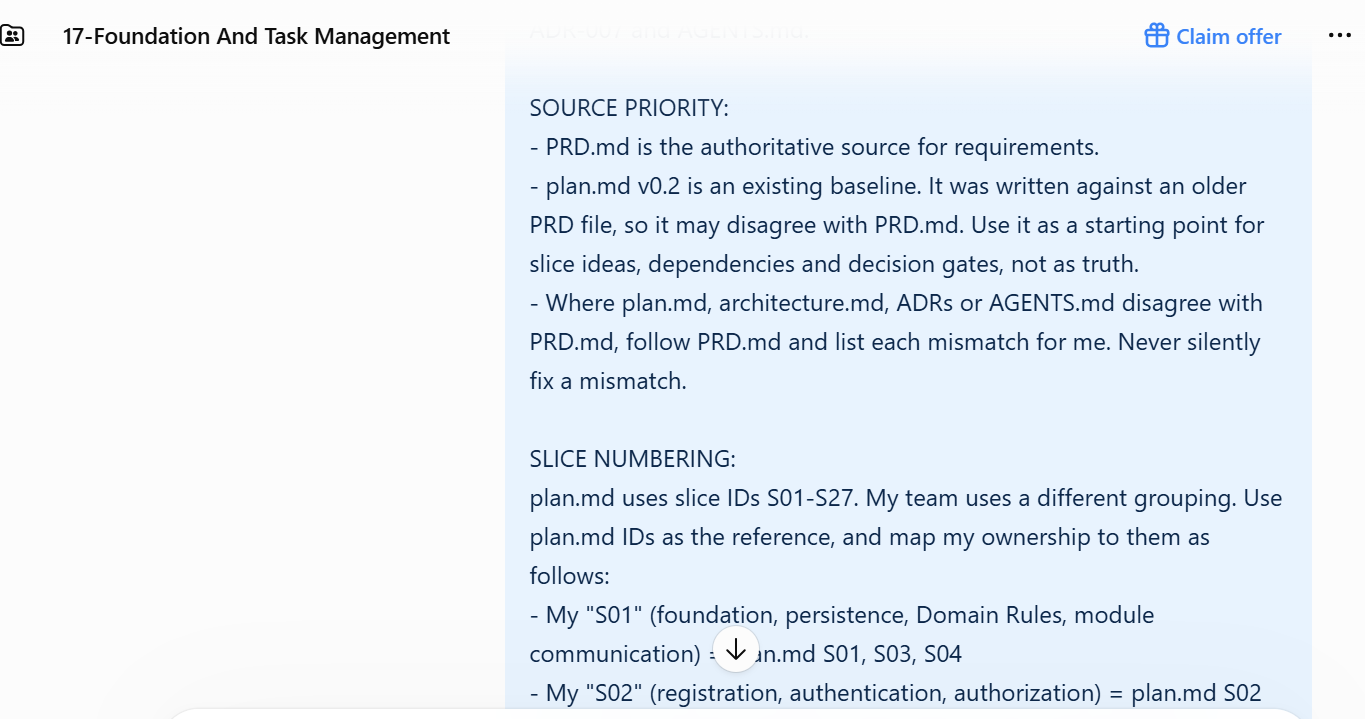 17-Foundation And Task Management
Claim offer
ADR-007 and AGENTS.md.
SOURCE PRIORITY:
- PRD.md is the authoritative source for requirements.
- plan.md v0.2 is an existing baseline. It was written against an older
PRD file, so it may disagree with PRD.md. Use it as a starting point for
slice ideas, dependencies and decision gates, not as truth.
- Where plan.md, architecture.md, ADRs or AGENTS.md disagree with
PRD.md, follow PRD.md and list each mismatch for me. Never silently
fix a mismatch.
SLICE NUMBERING:
plan.md uses slice IDs S01-S27. My team uses a different grouping. Use
plan.md IDs as the reference, and map my ownership to them as
follows:
- My "S01" (foundation, persistence, Domain Rules, module
communication) = an.md S01, S03, S04
- My "S02" (registration, authentication, authorization) = plan.md S02